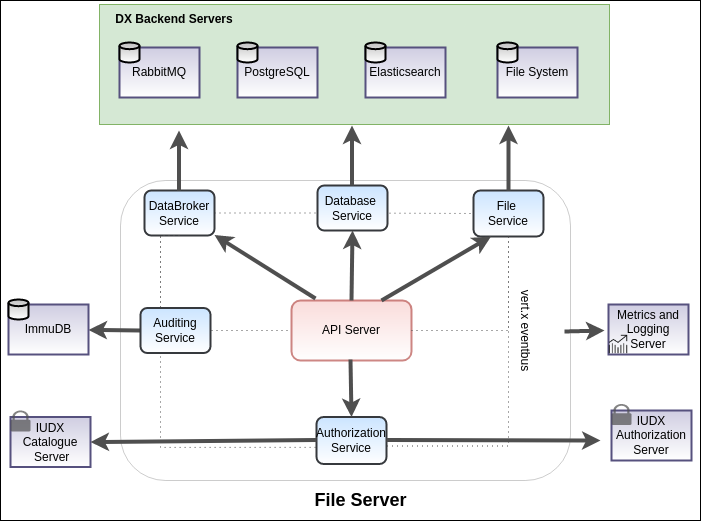 DX Backend Servers
RabbitMQ
PostgreSQL
Elasticsearch
File System
DataBroker
Service
Database
Service
File
Service
vert.x eventbus
ImmuDB
Auditing
Service
API Server
Metrics and
Logging
Server
IUDX
Catalogue
Server
Authorization
Service
IUDX
Authorization
Server
File Server